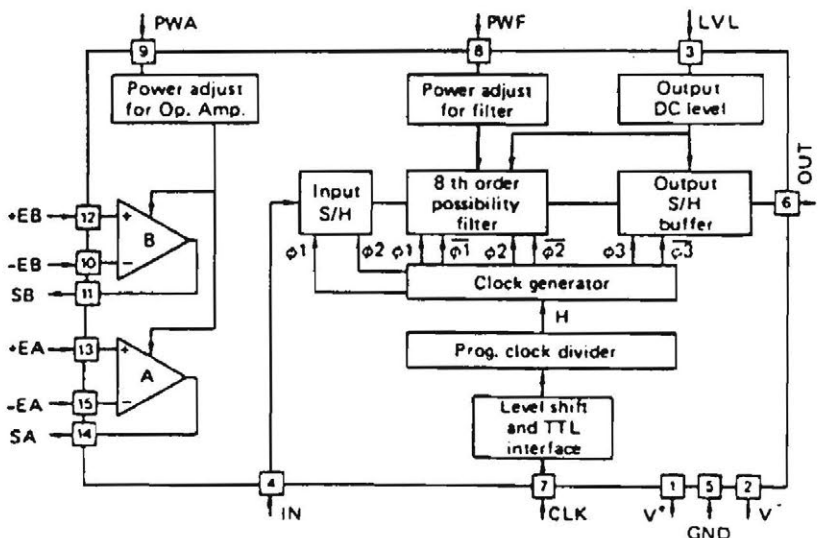 PWA
PWF
LVL
9
8
3
Power adjust
for Op. Amp.
Power adjust
for filter
Output
DC level
OUT
6
Input
S/H
8 th order
possibility
filter
Output
S/H
buffer
+EB
12
+
B
-EB
10
−
SB
11
ϕ1
ϕ2
ϕ1
ϕ1̅
ϕ2
ϕ2̅
ϕ3
ϕ3̅
Clock generator
H
+EA
13
+
A
-EA
15
−
SA
14
Prog. clock divider
Level shift
and TTL
interface
4
7
1
5
2
IN
CLK
V+
GND
V-